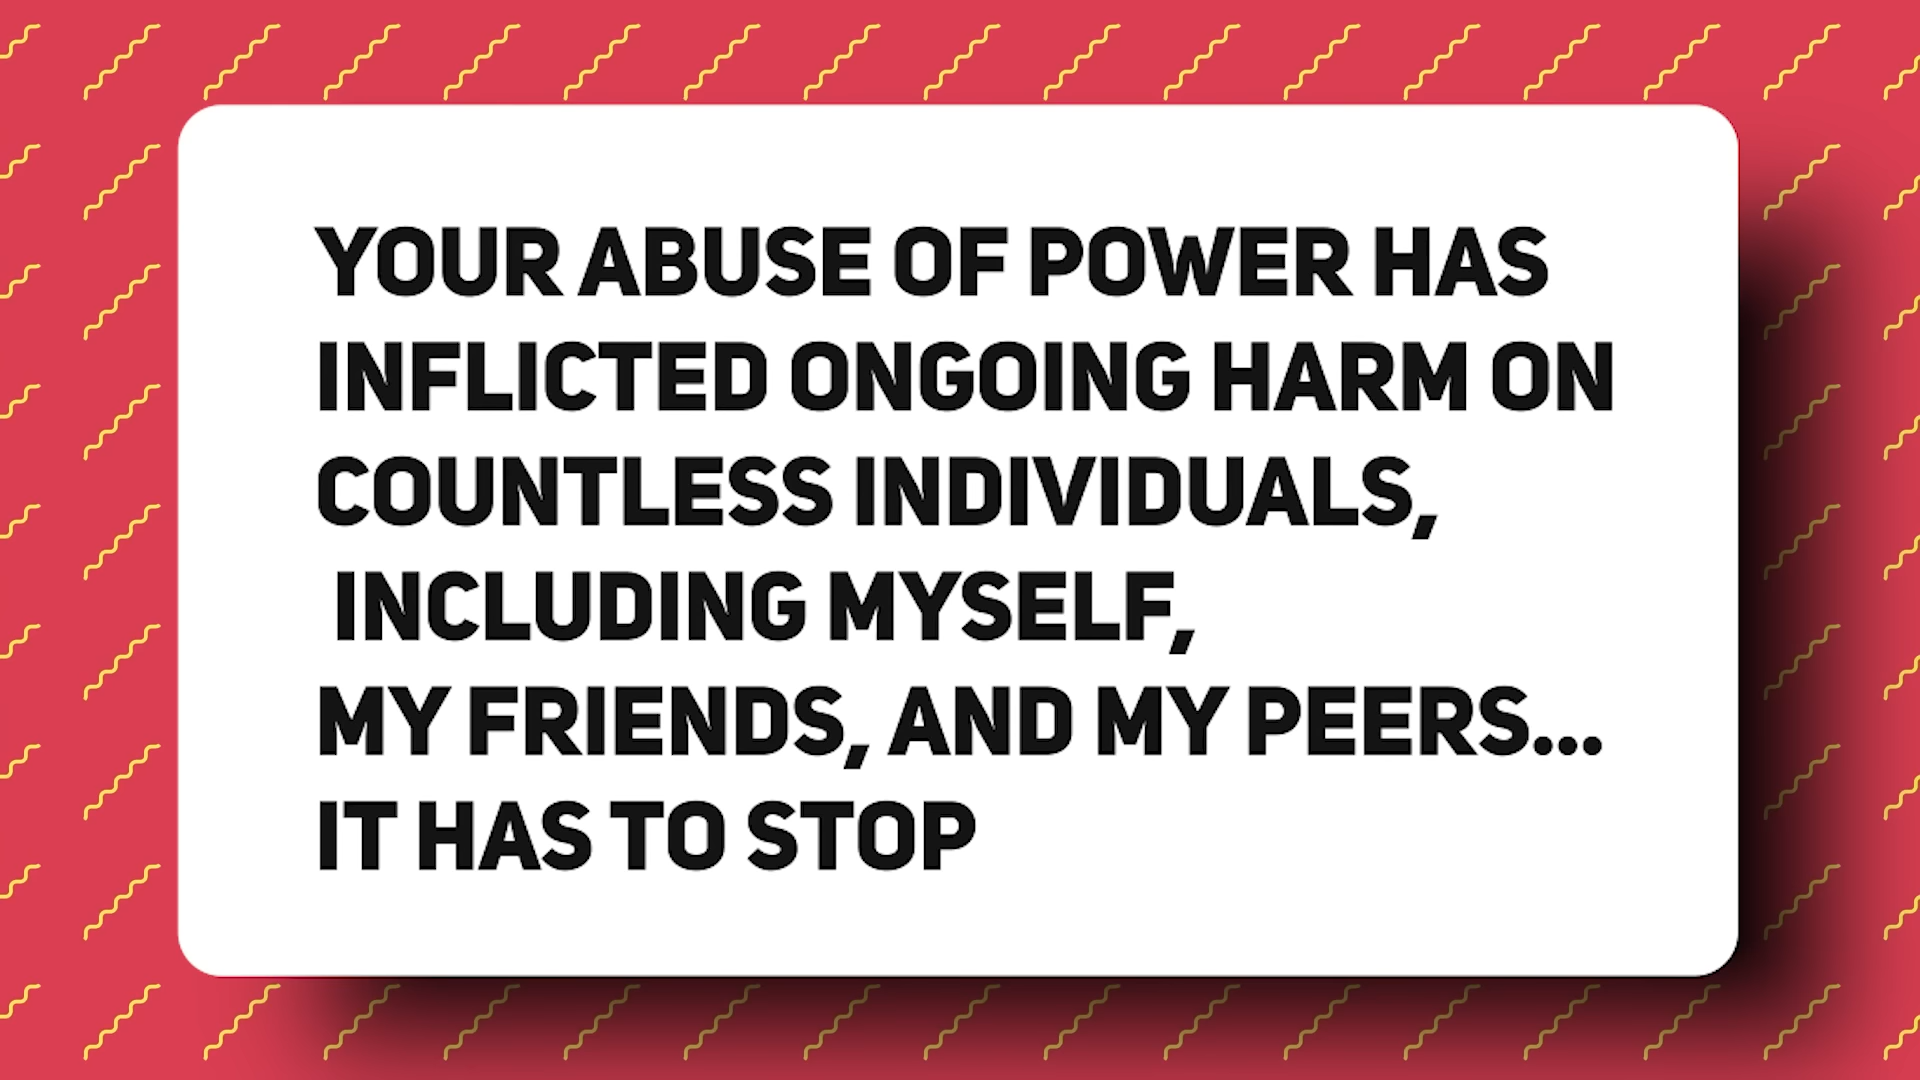 YOUR ABUSE OF POWER HAS
INFLICTED ONGOING HARM ON
COUNTLESS INDIVIDUALS,
INCLUDING MYSELF,
MY FRIENDS, AND MY PEERS...
IT HAS TO STOP